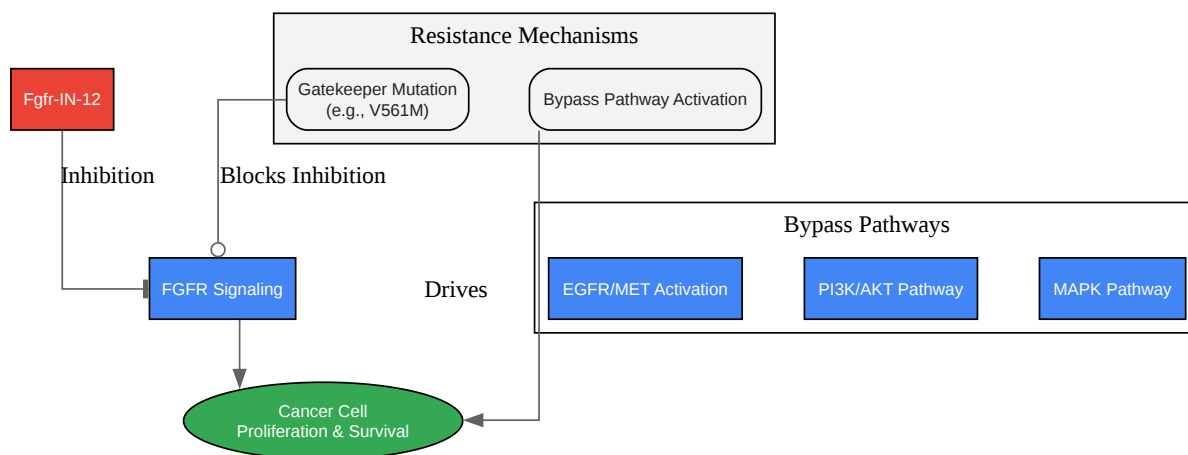 Resistance Mechanisms
Fgfr-IN-12
Gatekeeper Mutation
(e.g., V561M)
Bypass Pathway Activation
Inhibition
Blocks Inhibition
Bypass Pathways
FGFR Signaling
Drives
EGFR/MET Activation
PI3K/AKT Pathway
MAPK Pathway
Cancer Cell
Proliferation & Survival